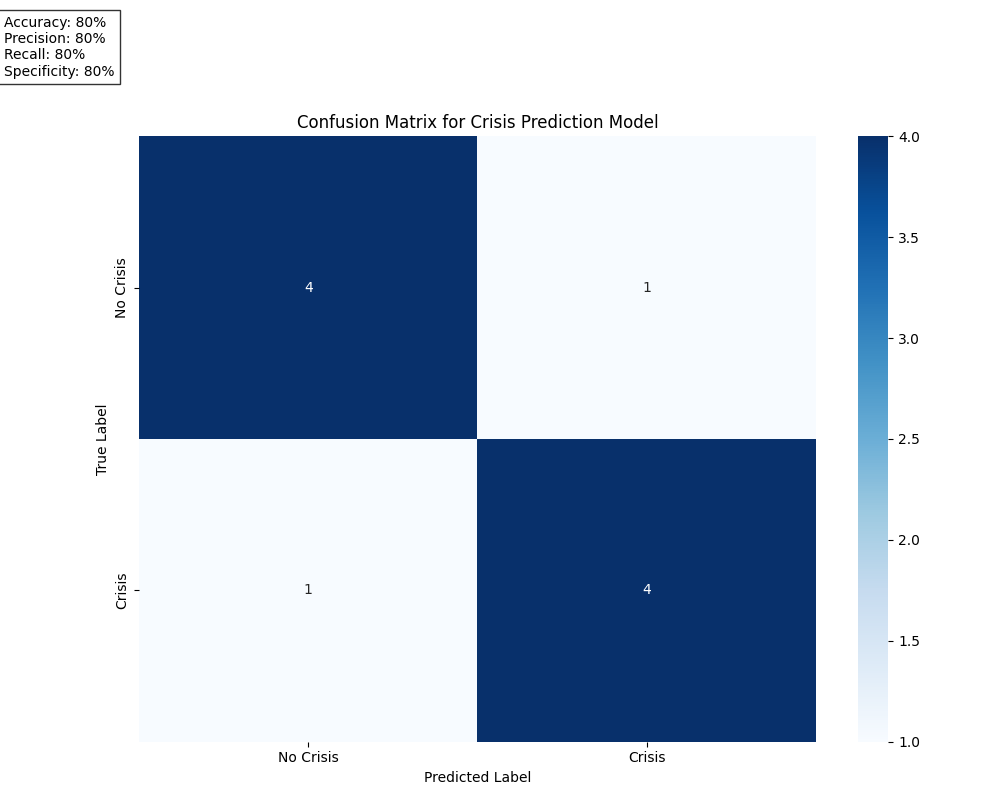 Accuracy: 80%
Precision: 80%
Recall: 80%
Specificity: 80%
Confusion Matrix for Crisis Prediction Model
True Label
No Crisis
4
1
Crisis
1
4
No Crisis
Crisis
Predicted Label
4.0
3.5
3.0
2.5
2.0
1.5
1.0